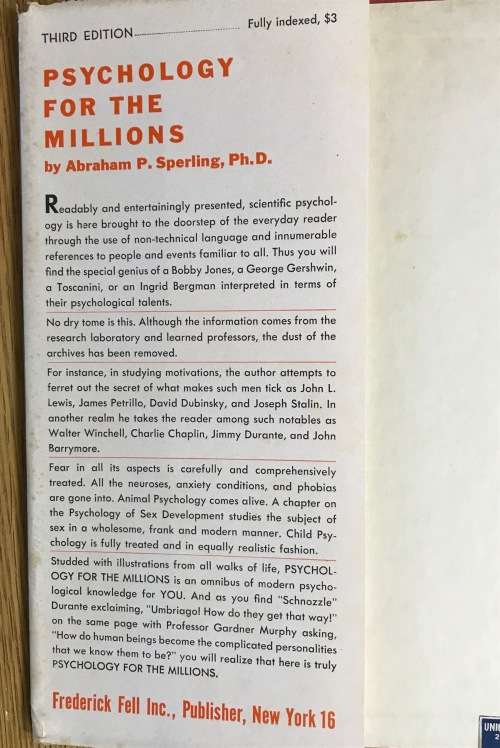 THIRD EDITION
Fully indexed, $3
PSYCHOLOGY
FOR THE
MILLIONS
by Abraham P. Sperling, Ph.D.
Readably and entertainingly presented, scientific psychol-
ogy is here brought to the doorstep of the everyday reader
through the use of non-technical language and innumerable
references to people and events familiar to all. Thus you will
find the special genius of a Bobby Jones, a George Gershwin,
a Toscanini, or an Ingrid Bergman interpreted in terms of
their psychological talents.
No dry tome is this. Although the information comes from the
research laboratory and learned professors, the dust of the
archives has been removed.
For instance, in studying motivations, the author attempts to
ferret out the secret of what makes such men tick as John L.
Lewis, James Petrillo, David Dubinsky, and Joseph Stalin. In
another realm he takes the reader among such notables as
Walter Winchell, Charlie Chaplin, Jimmy Durante, and John
Barrymore.
Fear in all its aspects is carefully and comprehensively
treated. All the neuroses, anxiety conditions, and phobias
are gone into. Animal Psychology comes alive. A chapter on
the Psychology of Sex Development studies the subject of
sex in a wholesome, frank and modern manner. Child Psy-
chology is fully treated and in equally realistic fashion.
Studded with illustrations from all walks of life, PSYCHOL-
OGY FOR THE MILLIONS is an omnibus of modern psycho-
logical knowledge for YOU. And as you find "Schnozzle"
Durante exclaiming, "Umbriago! How do they get that way!"
on the same page with Professor Gardner Murphy asking,
"How do human beings become the complicated personalities
that we know them to be?" you will realize that here is truly
PSYCHOLOGY FOR THE MILLIONS.
Frederick Fell Inc., Publisher, New York 16